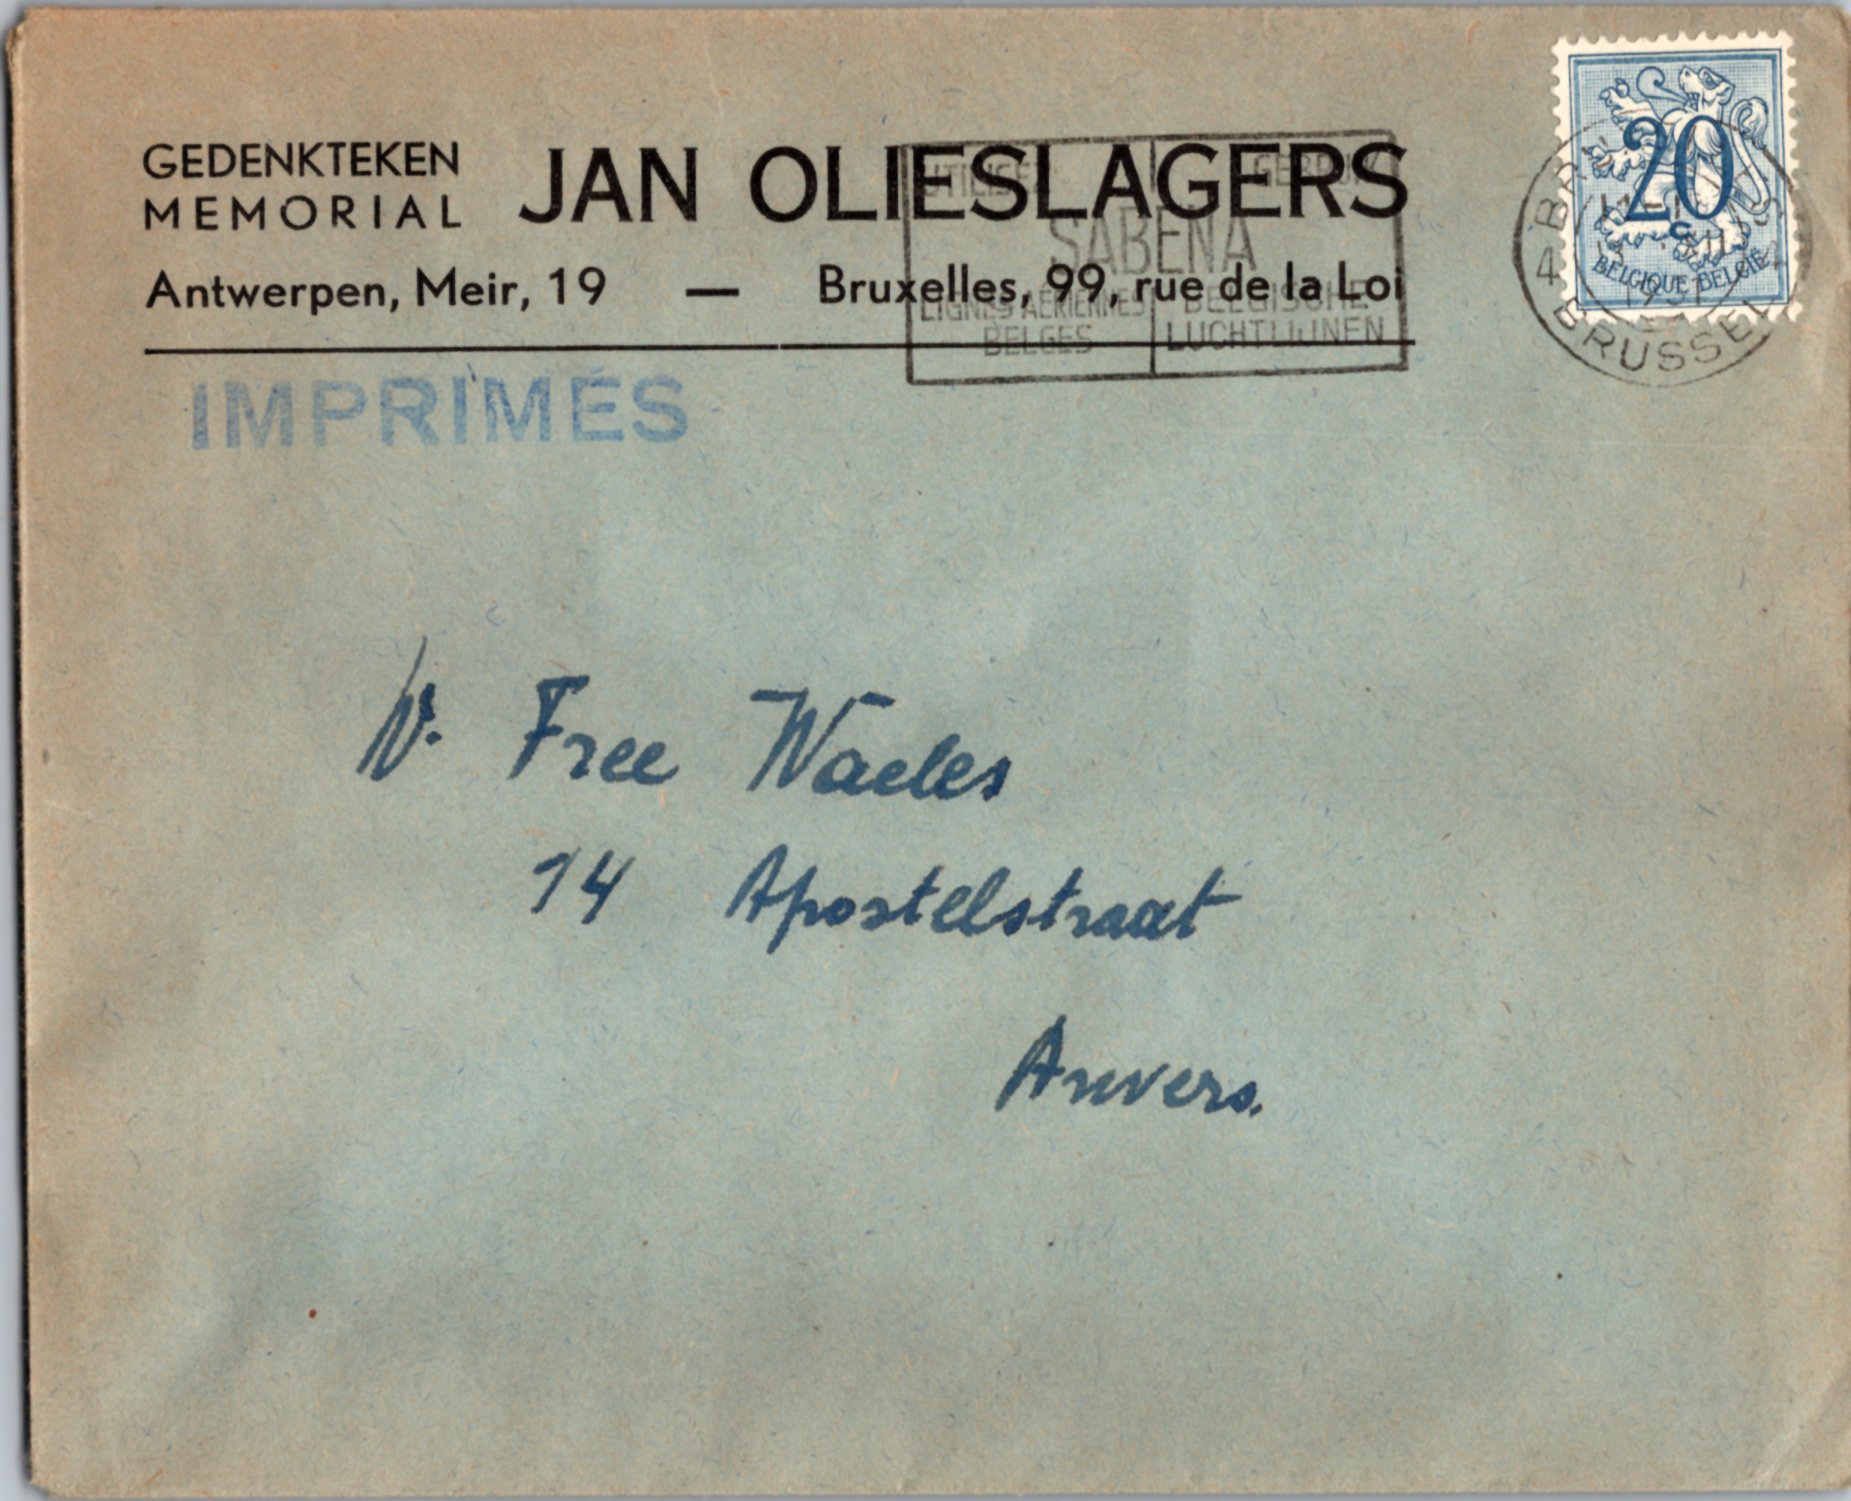 GEDENKTEKEN
MEMORIAL
JAN OLIESLAGERS
Antwerpen, Meir, 19 — Bruxelles, 99, rue de la Loi
SABENA
LIGNES AERIENNES
BELGES
BELGISCHE
LUCHTLIJNEN
20
c
BELGIQUE BELGIË
4
BRUSSEL
IMPRIMÉS
Free Waeles
14 Apostelstraat
Anvers.